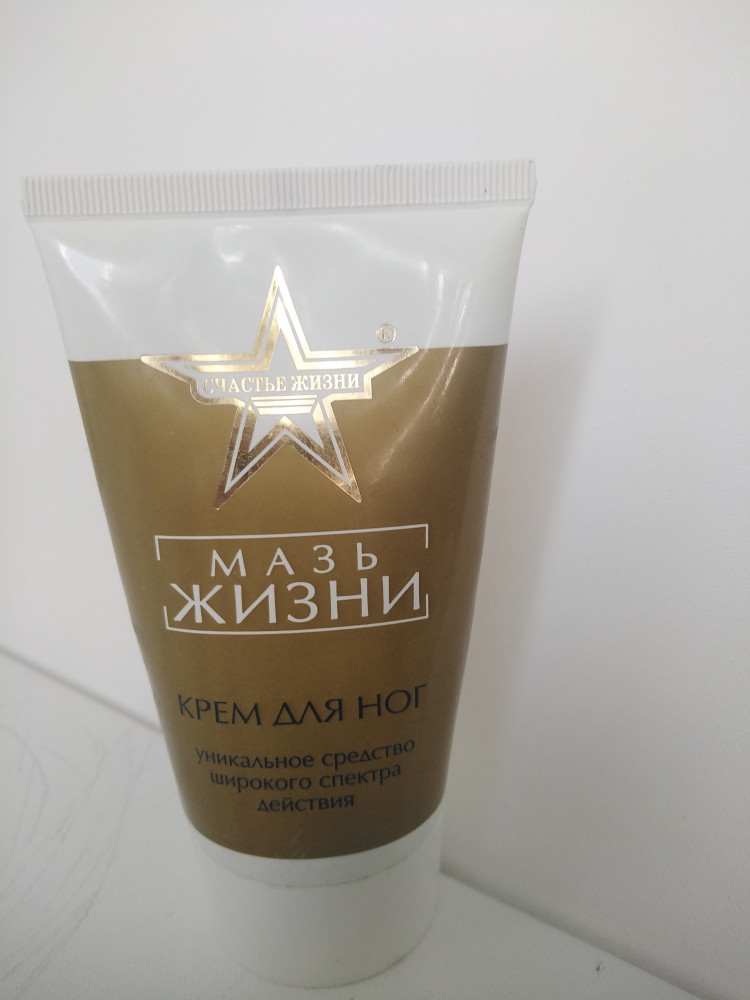 ®
СЧАСТЬЕ ЖИЗНИ
МАЗЬ
ЖИЗНИ
КРЕМ ДЛЯ НОГ
уникальное средство
широкого спектра
действия